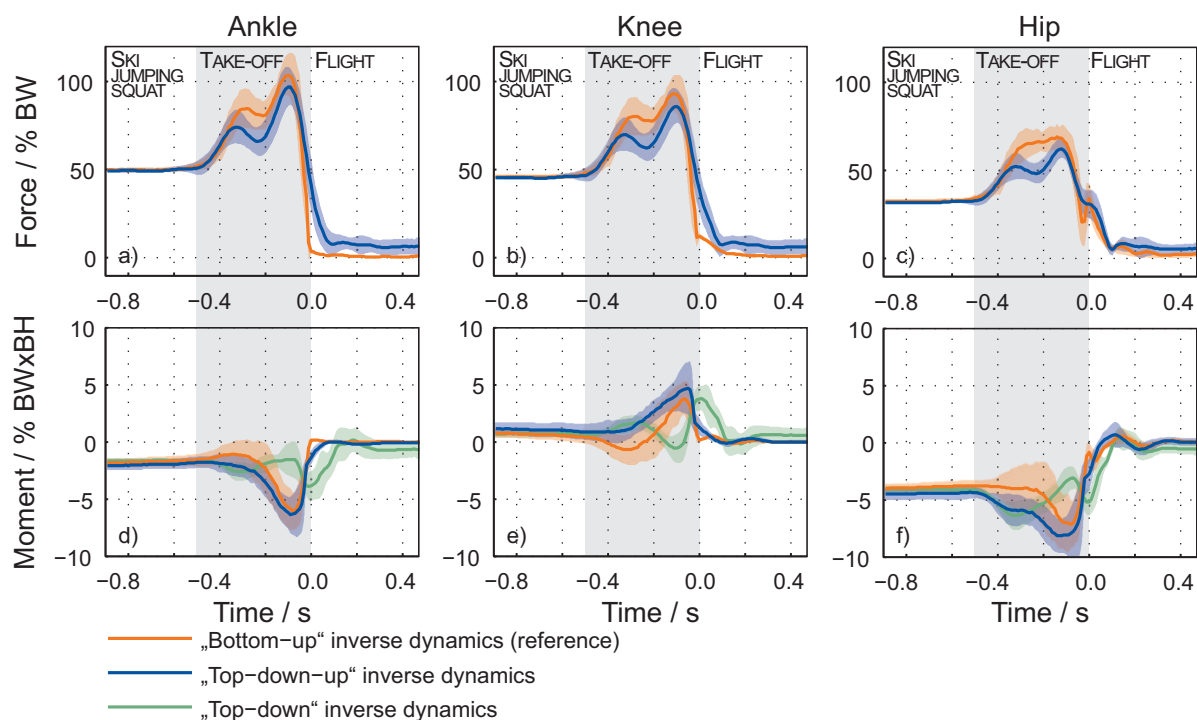 Ankle Knee Hip
SKI JUMPING SQUAT TAKE-OFF FLIGHT
SKI JUMPING SQUAT TAKE-OFF FLIGHT
SKI JUMPING SQUAT TAKE-OFF FLIGHT
Force / % BW
100
50
0
a)
−0.8 −0.4 0.0 0.4
100
50
0
b)
−0.8 −0.4 0.0 0.4
100
50
0
c)
−0.8 −0.4 0.0 0.4
Moment / % BWxBH
10
5
0
−5
−10
d)
−0.8 −0.4 0.0 0.4
Time / s
10
5
0
−5
−10
e)
−0.8 −0.4 0.0 0.4
Time / s
10
5
0
−5
−10
f)
−0.8 −0.4 0.0 0.4
Time / s
„Bottom−up“ inverse dynamics (reference)
„Top−down−up“ inverse dynamics
„Top−down“ inverse dynamics